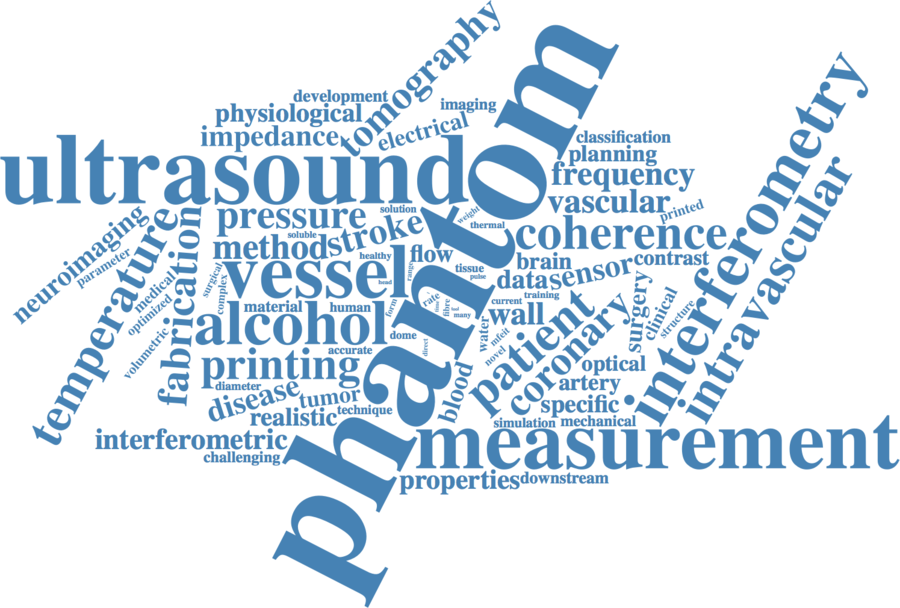 tomography
phantom
development
imaging
physiological
electrical
impedance
classification
interferometry
ultrasound
planning
frequency
vascular
intravascular
printed
solution
weight
pressure
neuroimaging
temperature
fabrication
thermal
stroke
soluble
coherence
method
parameter
healthy
flow
brain
contrast
tissue
range
sensor
data
pulse
vessel
head
surgical
complex
medical
optimized
current
training
material
human
form
rate
fibre
many
wall
surgery
clinical
structure
alcohol
dome
water
mfeit
novel
patient
coronary
volumetric
accurate
direct
printing
optical
diameter
artery
disease
tumor
blood
specific
realistic
technique
simulation
mechanical
interferometric
measurement
challenging
properties
downstream